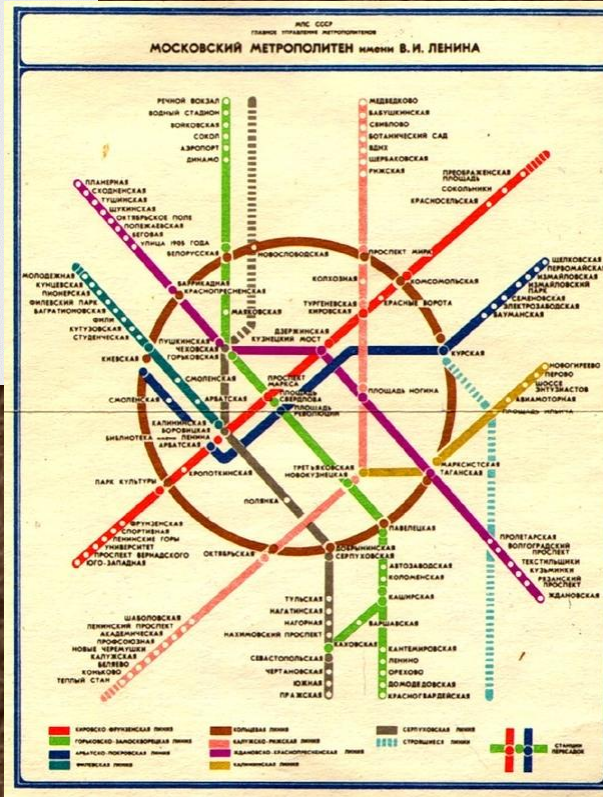 МПС СССР
ГЛАВНОЕ УПРАВЛЕНИЕ МЕТРОПОЛИТЕНОВ
МОСКОВСКИЙ МЕТРОПОЛИТЕН имени В.И. ЛЕНИНА
РЕЧНОЙ ВОКЗАЛ
ВОДНЫЙ СТАДИОН
ВОЙКОВСКАЯ
СОКОЛ
АЭРОПОРТ
ДИНАМО
БЕЛОРУССКАЯ
МЕДВЕДКОВО
БАБУШКИНСКАЯ
СВИБЛОВО
БОТАНИЧЕСКИЙ САД
ВДНХ
ЩЕРБАКОВСКАЯ
РИЖСКАЯ
ПРОСПЕКТ МИРА
ПРЕОБРАЖЕНСКАЯ
ПЛОЩАДЬ
СОКОЛЬНИКИ
КРАСНОСЕЛЬСКАЯ
КОМСОМОЛЬСКАЯ
КРАСНЫЕ ВОРОТА
ПЛАНЕРНАЯ
СХОДНЕНСКАЯ
ТУШИНСКАЯ
ЩУКИНСКАЯ
ОКТЯБРЬСКОЕ ПОЛЕ
ПОЛЕЖАЕВСКАЯ
БЕГОВАЯ
УЛИЦА 1905 ГОДА
БАРРИКАДНАЯ
КРАСНОПРЕСНЕНСКАЯ
НОВОСЛОБОДСКАЯ
МОЛОДЕЖНАЯ
КУНЦЕВСКАЯ
ПИОНЕРСКАЯ
ФИЛЕВСКИЙ ПАРК
БАГРАТИОНОВСКАЯ
ФИЛИ
КУТУЗОВСКАЯ
СТУДЕНЧЕСКАЯ
КИЕВСКАЯ
ЩЕЛКОВСКАЯ
ПЕРВОМАЙСКАЯ
ИЗМАЙЛОВСКАЯ
ИЗМАЙЛОВСКИЙ
ПАРК
СЕМЕНОВСКАЯ
ЭЛЕКТРОЗАВОДСКАЯ
БАУМАНСКАЯ
КУРСКАЯ
КОЛХОЗНАЯ
ТУРГЕНЕВСКАЯ
КИРОВСКАЯ
МАЯКОВСКАЯ
ПУШКИНСКАЯ
ЧЕХОВСКАЯ
ГОРЬКОВСКАЯ
ДЗЕРЖИНСКАЯ
КУЗНЕЦКИЙ МОСТ
СМОЛЕНСКАЯ
АРБАТСКАЯ
ПРОСПЕКТ
МАРКСА
ПЛОЩАДЬ
СВЕРДЛОВА
ПЛОЩАДЬ
РЕВОЛЮЦИИ
ПЛОЩАДЬ НОГИНА
СМОЛЕНСКАЯ
КАЛИНИНСКАЯ
БОРОВИЦКАЯ
БИБЛИОТЕКА имени ЛЕНИНА
АРБАТСКАЯ
КРОПОТКИНСКАЯ
ПАРК КУЛЬТУРЫ
НОВОГИРЕЕВО
ПЕРОВО
ШОССЕ
ЭНТУЗИАСТОВ
АВИАМОТОРНАЯ
ПЛОЩАДЬ ИЛЬИЧА
МАРКСИСТСКАЯ
ТАГАНСКАЯ
ТРЕТЬЯКОВСКАЯ
НОВОКУЗНЕЦКАЯ
ПОЛЯНКА
ПАВЕЛЕЦКАЯ
ФРУНЗЕНСКАЯ
СПОРТИВНАЯ
ЛЕНИНСКИЕ ГОРЫ
УНИВЕРСИТЕТ
ПРОСПЕКТ ВЕРНАДСКОГО
ЮГО-ЗАПАДНАЯ
ОКТЯБРЬСКАЯ
ДОБРЫНИНСКАЯ
СЕРПУХОВСКАЯ
ПРОЛЕТАРСКАЯ
ВОЛГОГРАДСКИЙ
ПРОСПЕКТ
ТЕКСТИЛЬЩИКИ
КУЗЬМИНКИ
РЯЗАНСКИЙ
ПРОСПЕКТ
ЖДАНОВСКАЯ
ШАБОЛОВСКАЯ
ЛЕНИНСКИЙ ПРОСПЕКТ
АКАДЕМИЧЕСКАЯ
ПРОФСОЮЗНАЯ
НОВЫЕ ЧЕРЕМУШКИ
КАЛУЖСКАЯ
БЕЛЯЕВО
КОНЬКОВО
ТЕПЛЫЙ СТАН
ТУЛЬСКАЯ
НАГАТИНСКАЯ
НАГОРНАЯ
НАХИМОВСКИЙ ПРОСПЕКТ
СЕВАСТОПОЛЬСКАЯ
ЧЕРТАНОВСКАЯ
ЮЖНАЯ
ПРАЖСКАЯ
АВТОЗАВОДСКАЯ
КОЛОМЕНСКАЯ
КАШИРСКАЯ
ВАРШАВСКАЯ
КАХОВСКАЯ
КАНТЕМИРОВСКАЯ
ЛЕНИНО
ОРЕХОВО
ДОМОДЕДОВСКАЯ
КРАСНОГВАРДЕЙСКАЯ
КИРОВСКО-ФРУНЗЕНСКАЯ ЛИНИЯ
ГОРЬКОВСКО-ЗАМОСКВОРЕЦКАЯ ЛИНИЯ
АРБАТСКО-ПОКРОВСКАЯ ЛИНИЯ
ФИЛЕВСКАЯ ЛИНИЯ
КОЛЬЦЕВАЯ ЛИНИЯ
КАЛУЖСКО-РИЖСКАЯ ЛИНИЯ
ЖДАНОВСКО-КРАСНОПРЕСНЕНСКАЯ ЛИНИЯ
КАЛИНИНСКАЯ ЛИНИЯ
СЕРПУХОВСКАЯ ЛИНИЯ
СТРОЯЩИЕСЯ ЛИНИИ
СТАНЦИИ
ПЕРЕСАДОК